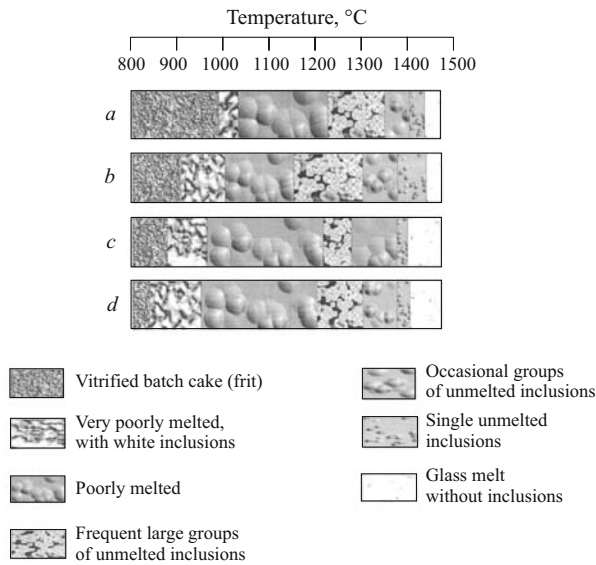 Temperature, °C
800 900 1000 1100 1200 1300 1400 1500
a
b
c
d
Vitrified batch cake (frit)
Very poorly melted,
with white inclusions
Poorly melted
Frequent large groups
of unmelted inclusions
Occasional groups
of unmelted inclusions
Single unmelted
inclusions
Glass melt
without inclusions